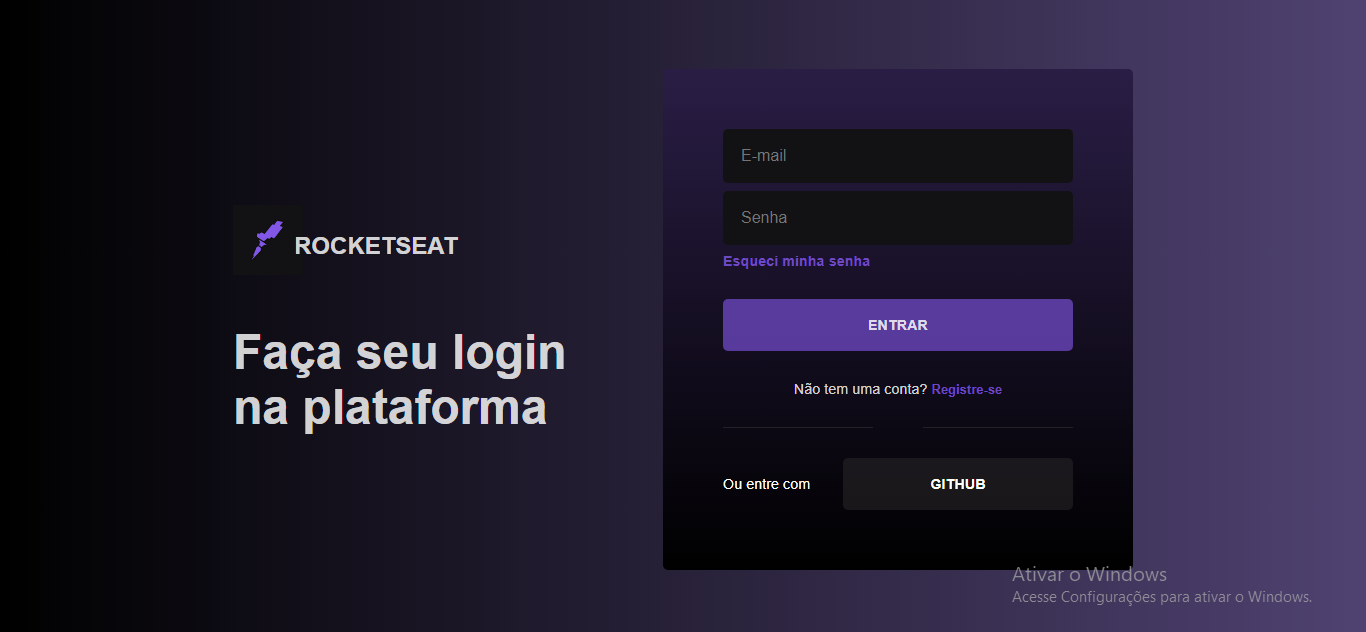 ROCKETSEAT
Faça seu login
na plataforma
E-mail
Senha
Esqueci minha senha
ENTRAR
Não tem uma conta? Registre-se
Ou entre com
GITHUB
Ativar o Windows
Acesse Configurações para ativar o Windows.